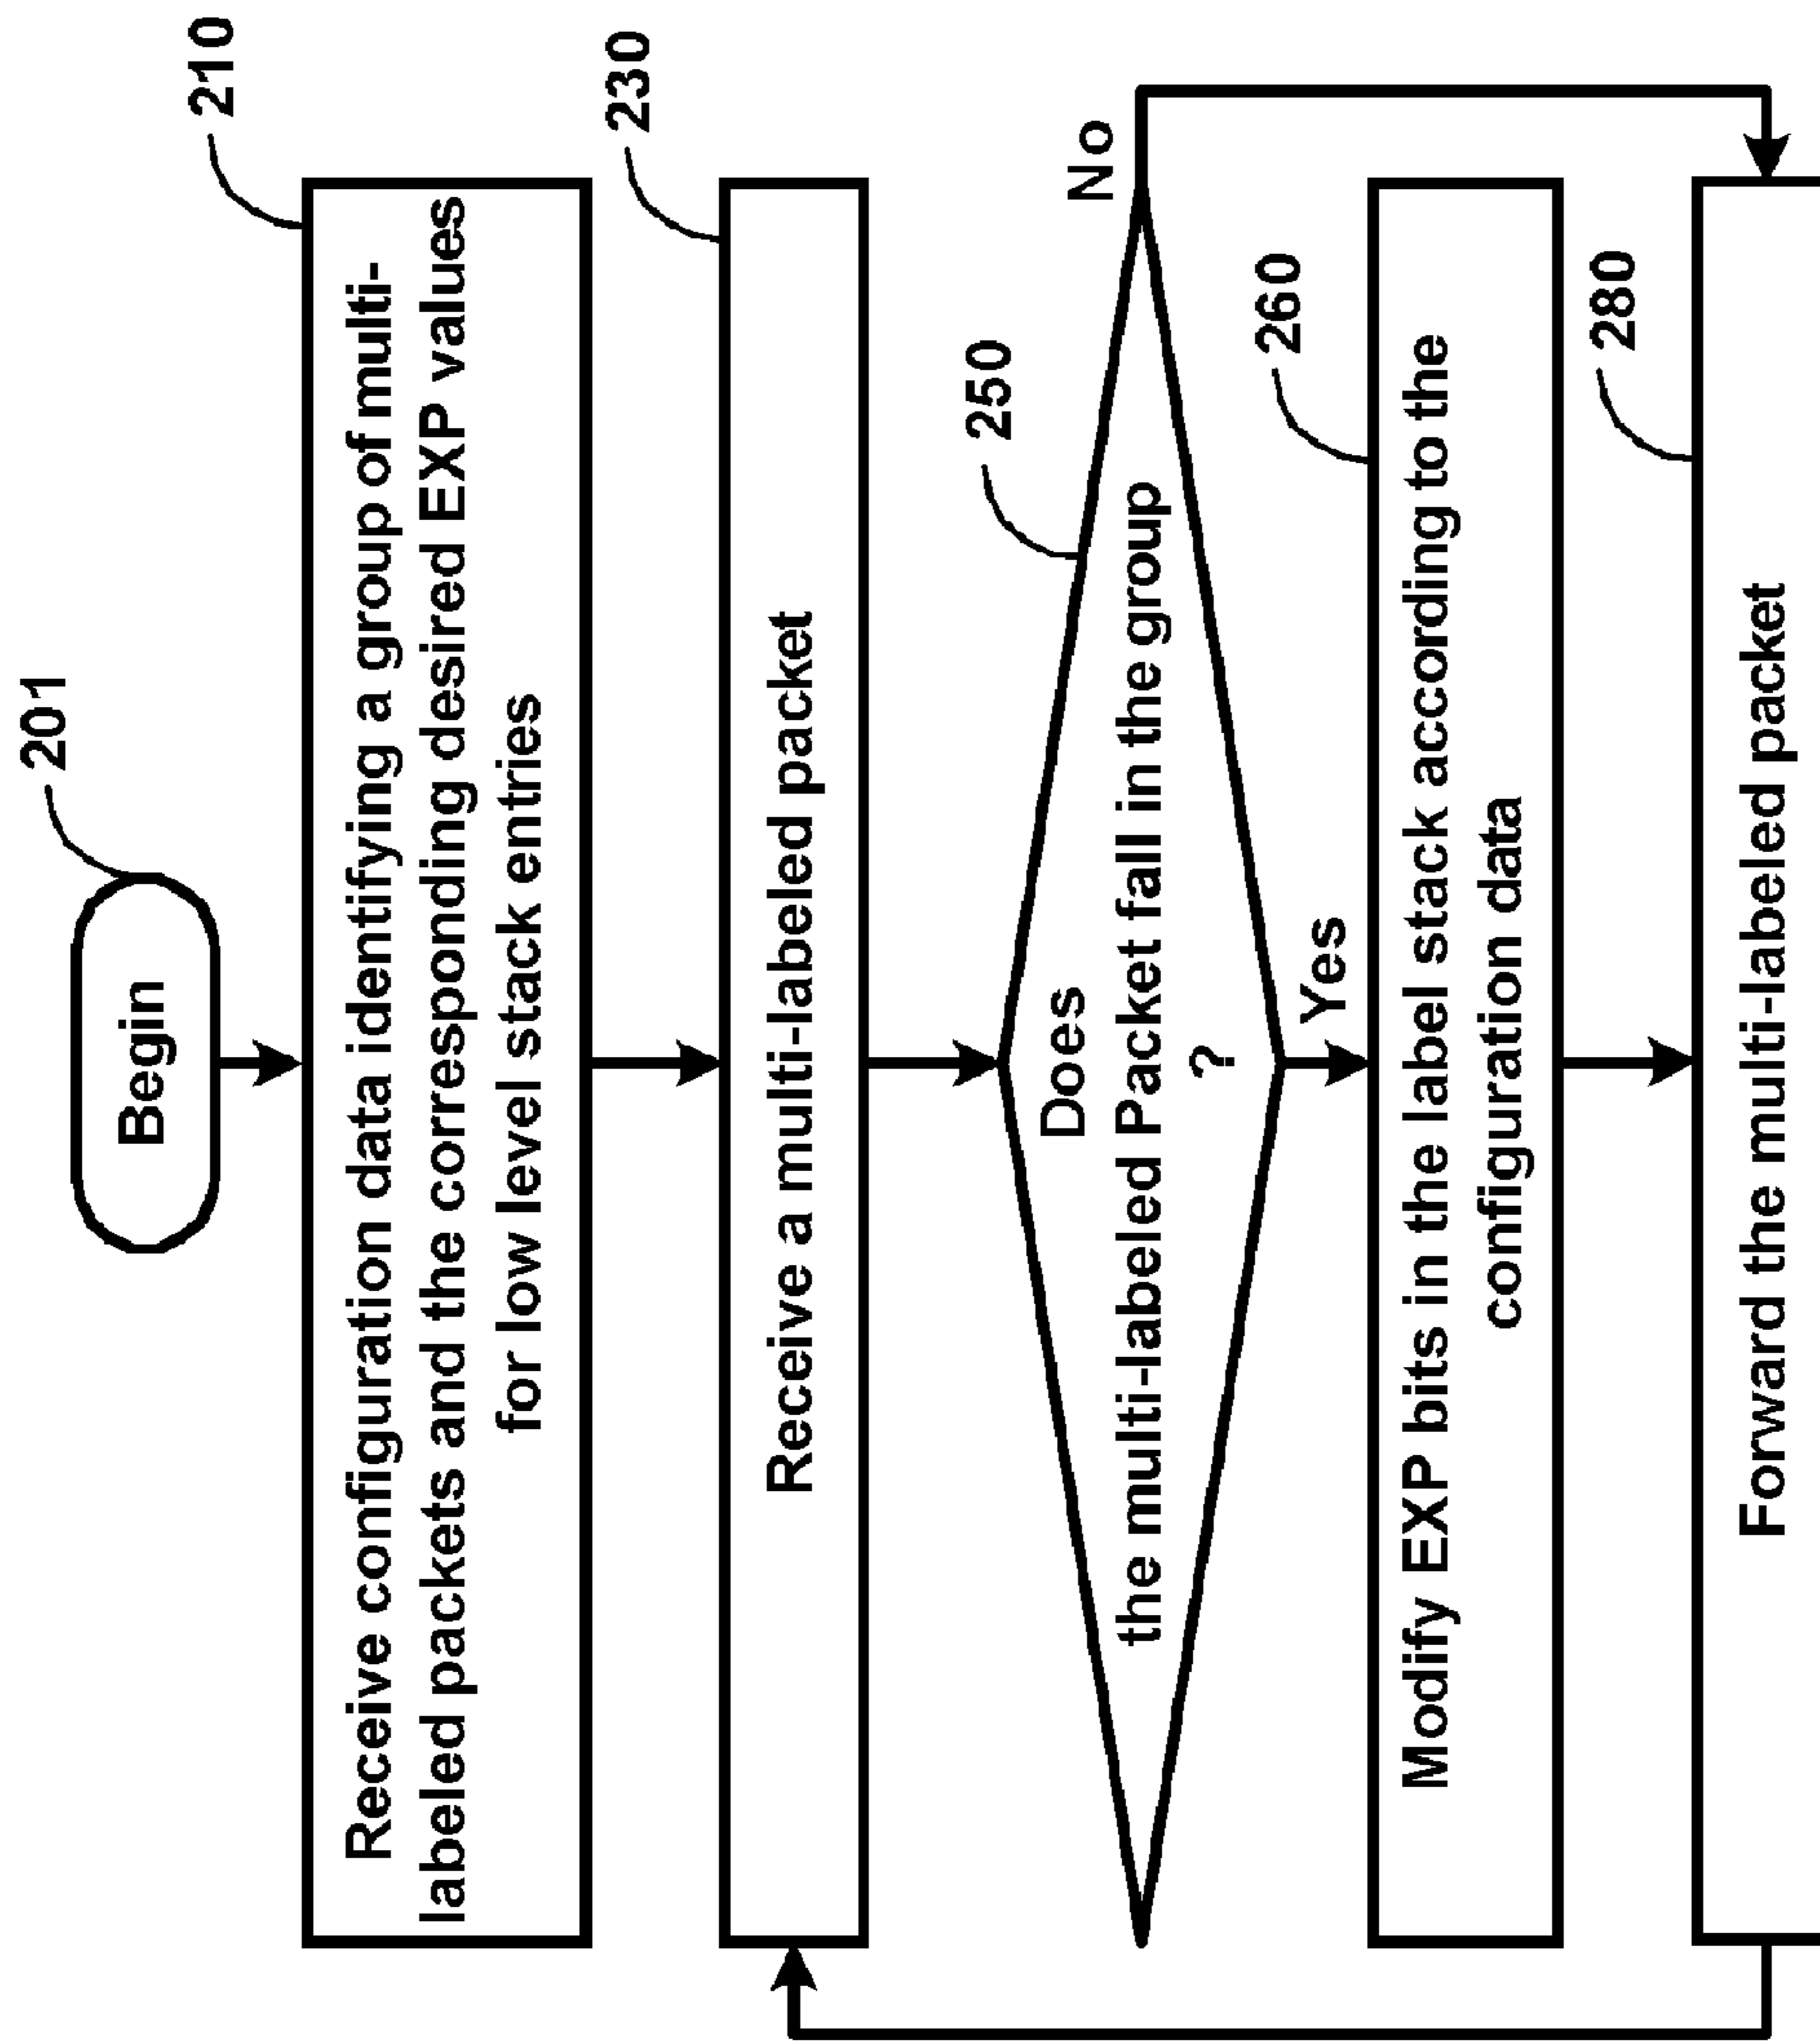 201
Begin
210
Receive configuration data identifying a group of multi-
labeled packets and the corresponding desired EXP values
for low level stack entries
230
Receive a multi-labeled packet
250
Does
the multi-labeled Packet fall in the group
?
No
Yes
260
Modify EXP bits in the label stack according to the
configuration data
280
Forward the multi-labeled packet